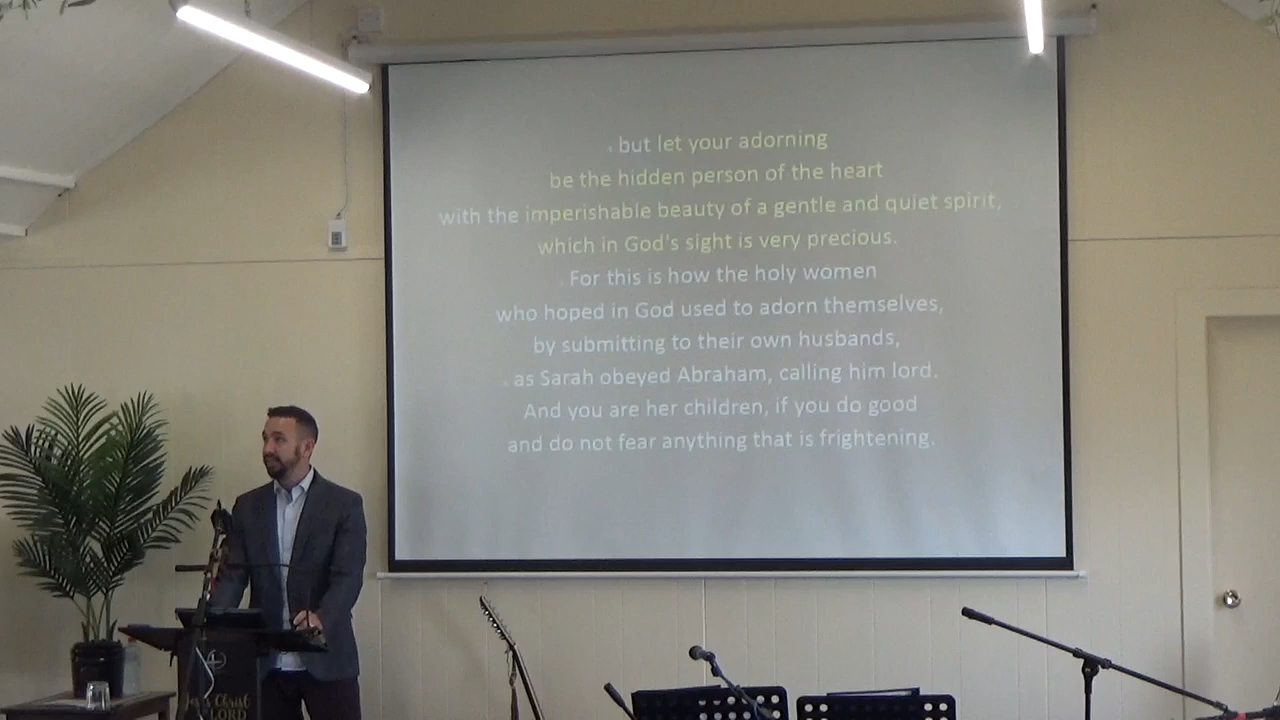 but let your adorning
be the hidden person of the heart
with the imperishable beauty of a gentle and quiet spirit,
which in God's sight is very precious.
For this is how the holy women
who hoped in God used to adorn themselves,
by submitting to their own husbands,
as Sarah obeyed Abraham, calling him lord.
And you are her children, if you do good
and do not fear anything that is frightening.
Jesus Christ
LORD